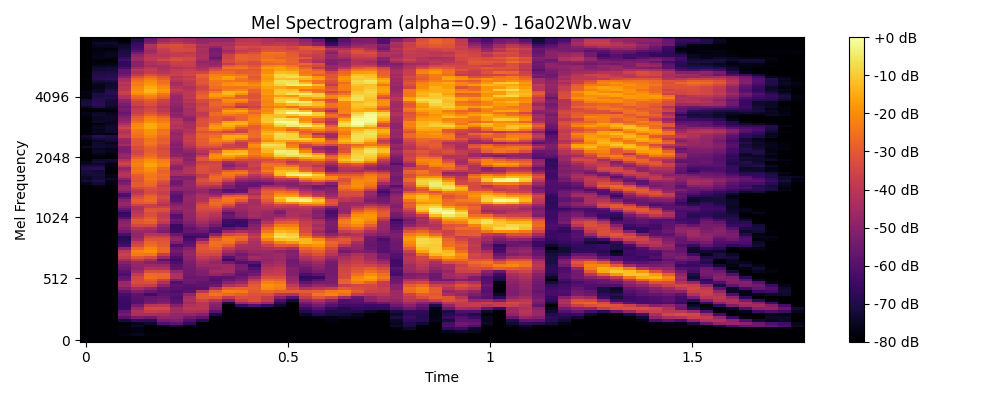 Mel Spectrogram (alpha=0.9) - 16a02Wb.wav
Mel Frequency
4096
2048
1024
512
0
0
0.5
1
1.5
Time
+0 dB
-10 dB
-20 dB
-30 dB
-40 dB
-50 dB
-60 dB
-70 dB
-80 dB